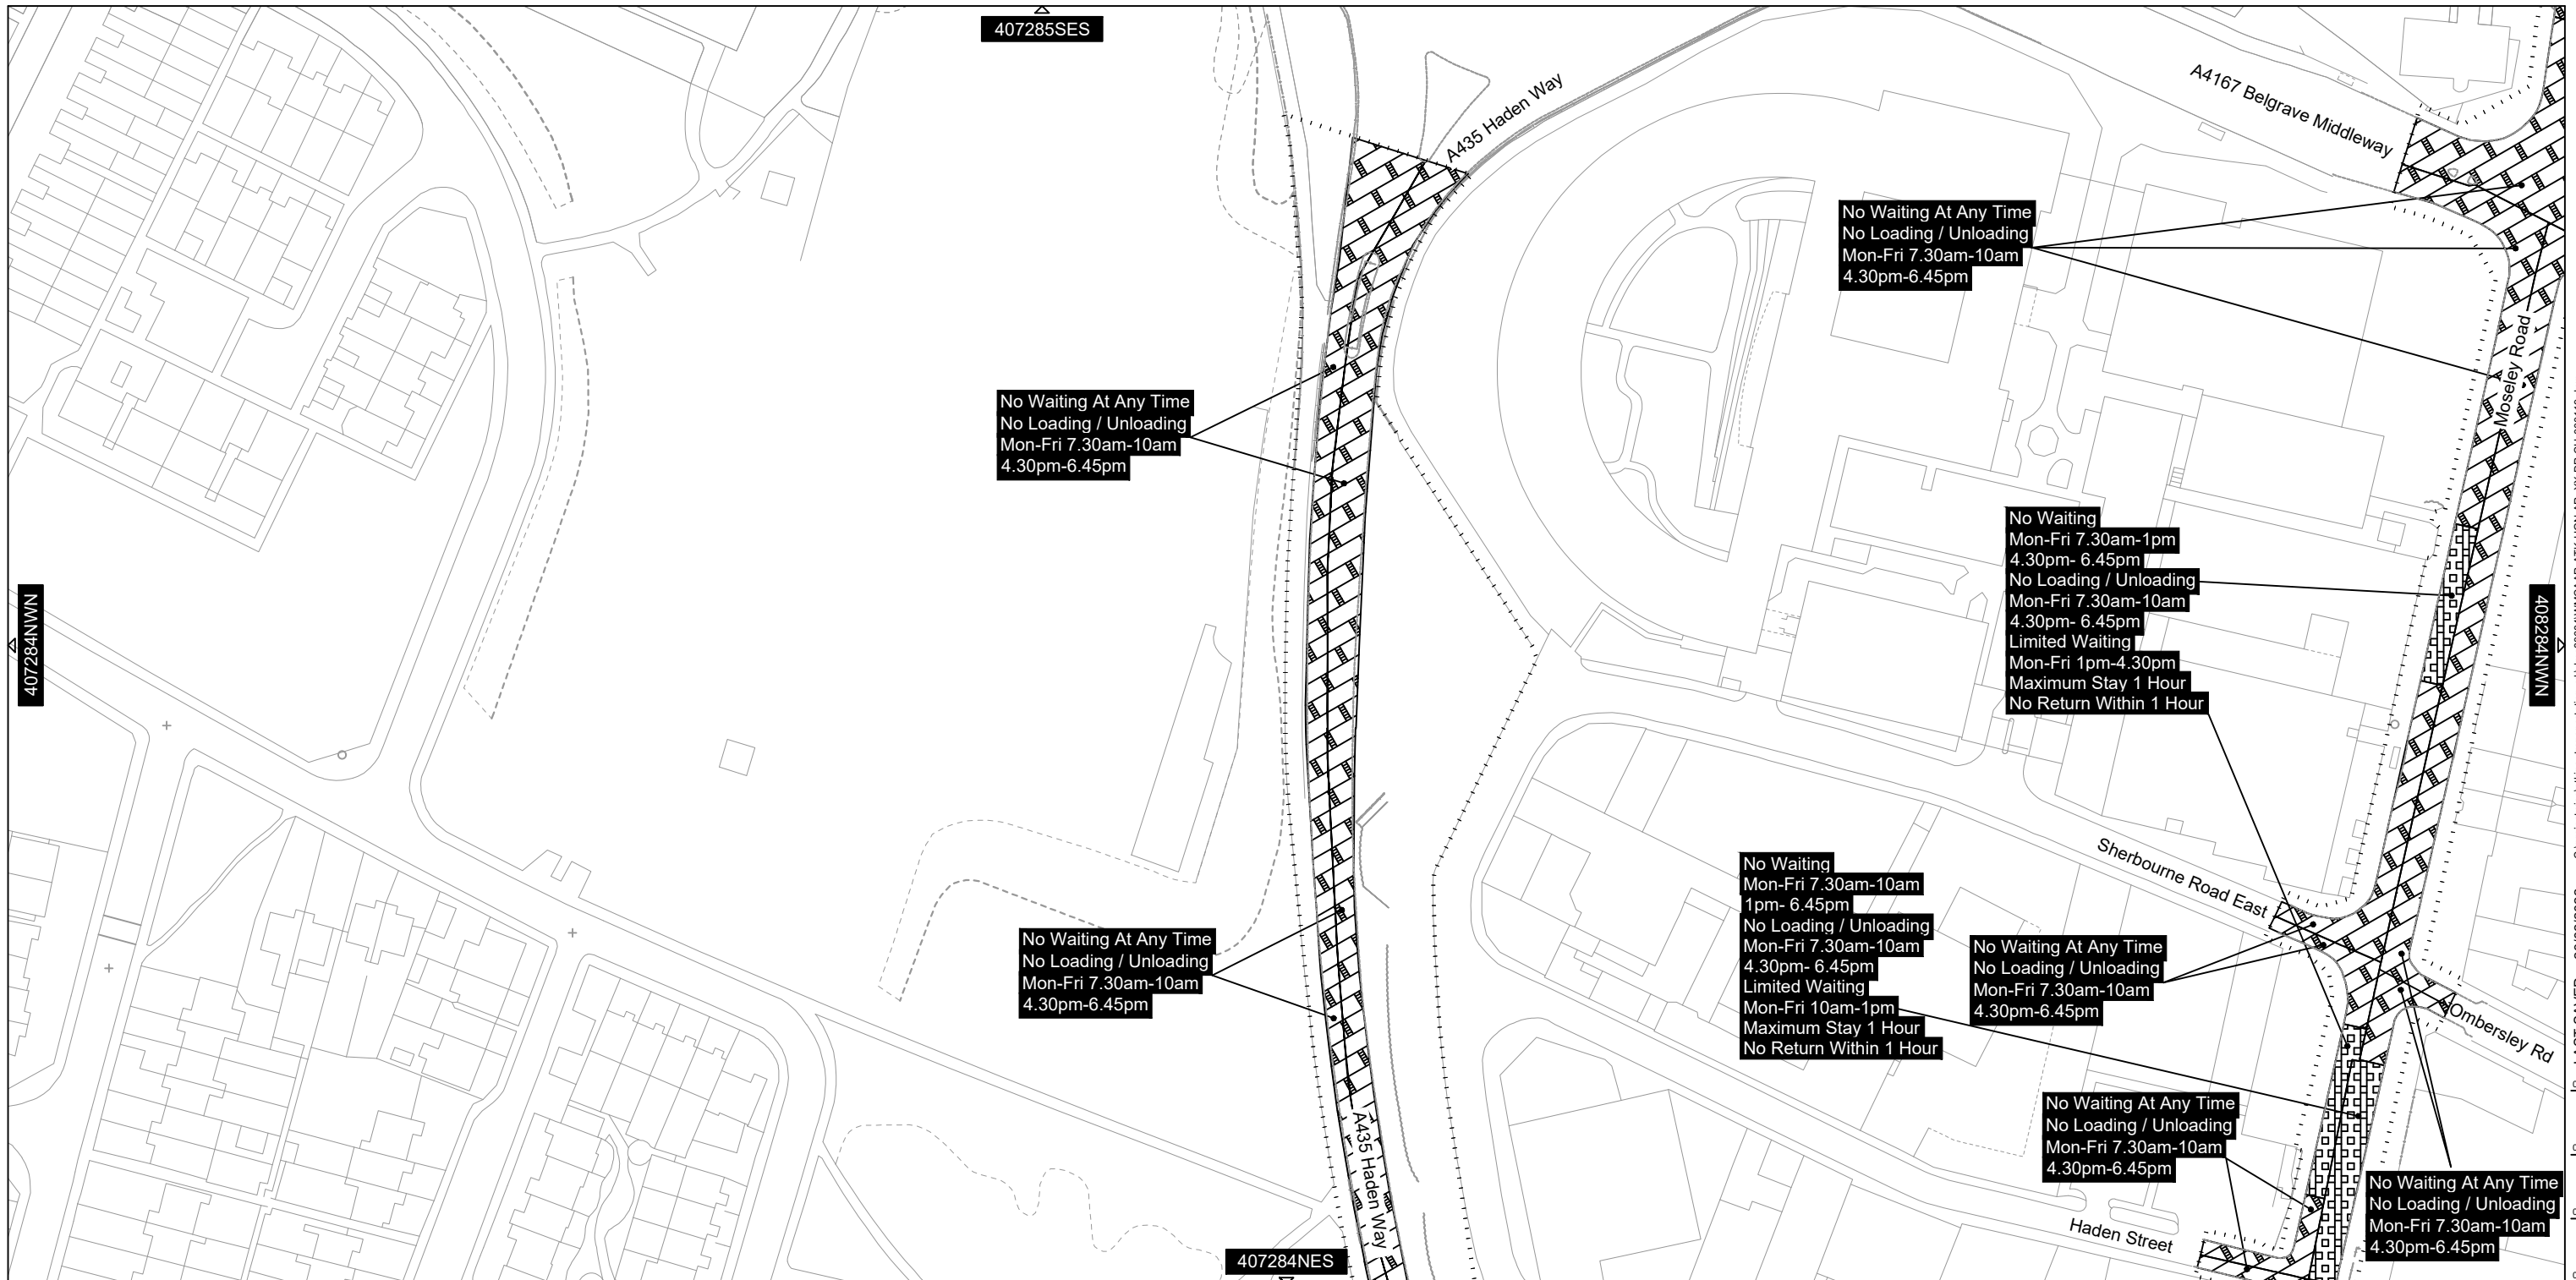 407285SES
A4167 Belgrave Middleway
A435 Haden Way
No Waiting At Any Time
No Loading / Unloading
Mon-Fri 7.30am-10am
4.30pm-6.45pm
Moseley Road
No Waiting At Any Time
No Loading / Unloading
Mon-Fri 7.30am-10am
4.30pm-6.45pm
No Waiting
Mon-Fri 7.30am-1pm
4.30pm- 6.45pm
No Loading / Unloading
Mon-Fri 7.30am-10am
4.30pm- 6.45pm
Limited Waiting
Mon-Fri 1pm-4.30pm
Maximum Stay 1 Hour
No Return Within 1 Hour
407284NWN
408284NWN
Sherbourne Road East
No Waiting
Mon-Fri 7.30am-10am
1pm- 6.45pm
No Loading / Unloading
Mon-Fri 7.30am-10am
4.30pm- 6.45pm
Limited Waiting
Mon-Fri 10am-1pm
Maximum Stay 1 Hour
No Return Within 1 Hour
No Waiting At Any Time
No Loading / Unloading
Mon-Fri 7.30am-10am
4.30pm-6.45pm
No Waiting At Any Time
No Loading / Unloading
Mon-Fri 7.30am-10am
4.30pm-6.45pm
Ombersley Rd
No Waiting At Any Time
No Loading / Unloading
Mon-Fri 7.30am-10am
4.30pm-6.45pm
A435 Haden Way
No Waiting At Any Time
No Loading / Unloading
Mon-Fri 7.30am-10am
4.30pm-6.45pm
Haden Street
407284NES